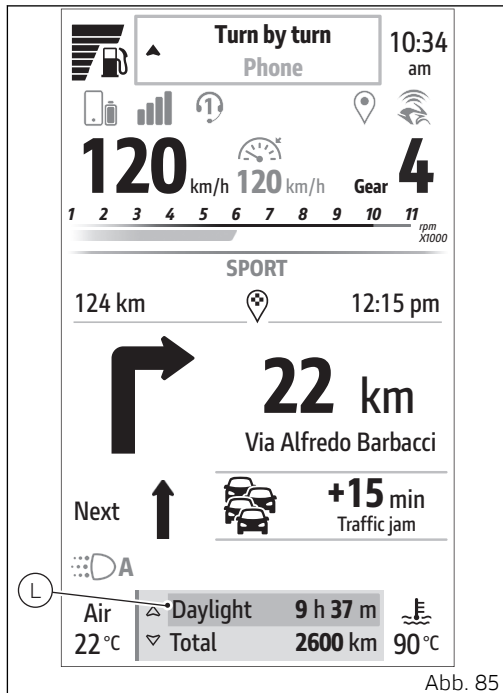 Turn by turn
Phone
10:34
am
1
120 km/h
120 km/h
Gear 4
1 2 3 4 5 6 7 8 9 10 11
rpm
X1000
SPORT
124 km
12:15 pm
22 km
Via Alfredo Barbacci
Next
+15 min
Traffic jam
A
L
Air
22 °C
Daylight 9 h 37 m
Total 2600 km
90 °C
Abb. 85